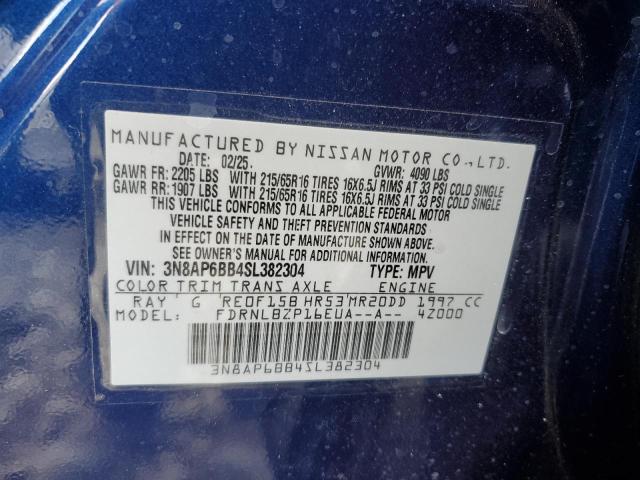 MANUFACTURED BY NISSAN MOTOR CO.,LTD.
DATE: 02/25. GVWR: 4090 LBS
GAWR FR: 2205 LBS WITH 215/65R16 TIRES 16X6.5J RIMS AT 33 PSI COLD SINGLE
GAWR RR: 1907 LBS WITH 215/65R16 TIRES 16X6.5J RIMS AT 33 PSI COLD SINGLE
THIS VEHICLE CONFORMS TO ALL APPLICABLE FEDERAL MOTOR
VEHICLE SAFETY AND THEFT PREVENTION STANDARDS
IN EFFECT ON THE DATE OF MANUFACTURE SHOWN ABOVE.
SEE OWNER'S MANUAL FOR ADDITIONAL INFORMATION.
VIN: 3N8AP6BB4SL382304 TYPE: MPV
COLOR TRIM TRANS AXLE ENGINE
RAY G RE0F15B HR53 MR20DD 1997 CC
FDRNLBZP16EUA--A-- 4Z000
3N8AP6BB4SL382304